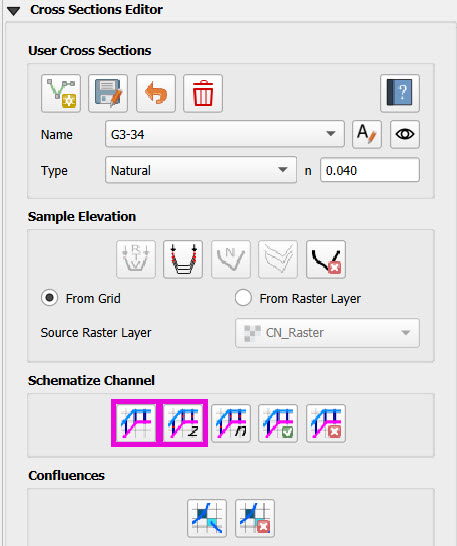 Cross Sections Editor
User Cross Sections
?
Name G3-34 A
Type Natural n 0.040
Sample Elevation
R T V N
From Grid From Raster Layer
Source Raster Layer CN_Raster
Schematize Channel
z n
Confluences